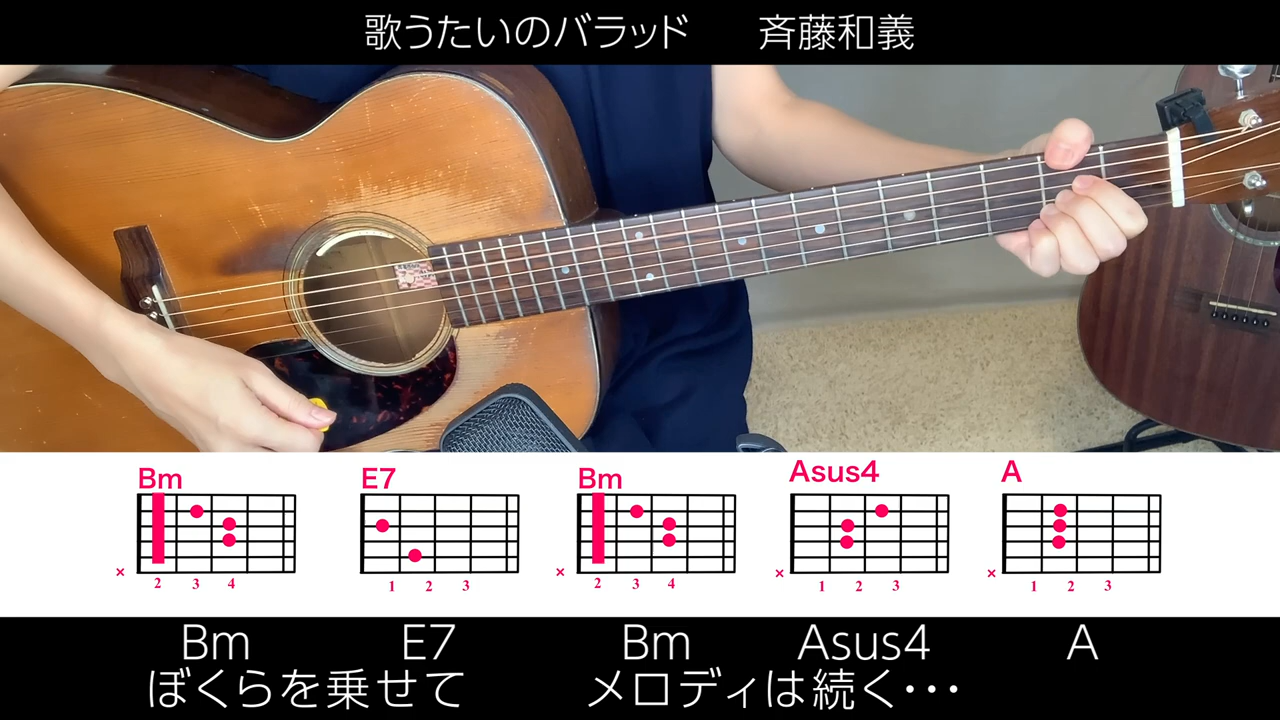 歌うたいのバラッド 斉藤和義
Bm E7 Bm Asus4 A
× 2 3 4 1 2 3 × 2 3 4 × 1 2 3 × 1 2 3
Bm E7 Bm Asus4 A
ぼくらを乗せて メロディは続く・・・